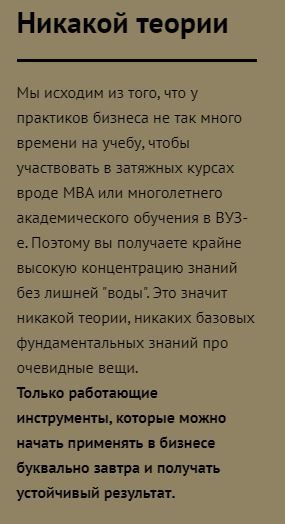 Никакой теории
Мы исходим из того, что у
практиков бизнеса не так много
времени на учебу, чтобы
участвовать в затяжных курсах
вроде MBA или многолетнего
академического обучения в ВУЗ-
е. Поэтому вы получаете крайне
высокую концентрацию знаний
без лишней "воды". Это значит
никакой теории, никаких базовых
фундаментальных знаний про
очевидные вещи.
Только работающие
инструменты, которые можно
начать применять в бизнесе
буквально завтра и получать
устойчивый результат.